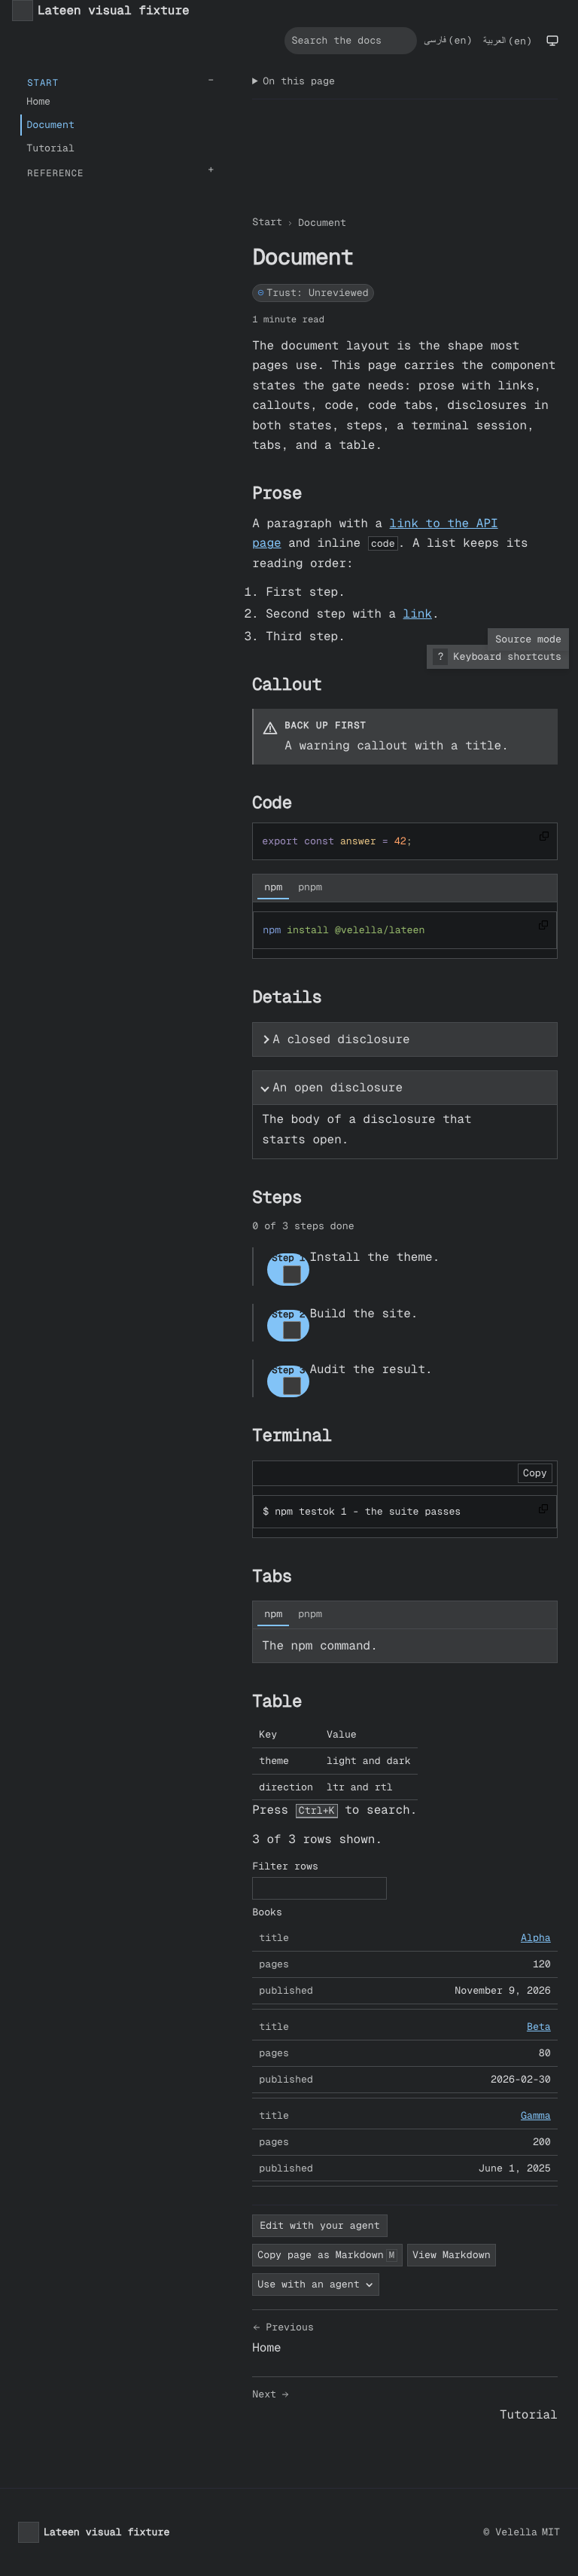 Lateen visual fixture
Search the docs
فارسی (en)
العربية (en)
START
−
Home
Document
Tutorial
REFERENCE
+
On this page
Start › Document
Document
Trust: Unreviewed
1 minute read
The document layout is the shape most
pages use. This page carries the component
states the gate needs: prose with links,
callouts, code, code tabs, disclosures in
both states, steps, a terminal session,
tabs, and a table.
Prose
A paragraph with a link to the API
page and inline code. A list keeps its
reading order:
1. First step.
2. Second step with a link.
3. Third step.
Source mode
? Keyboard shortcuts
Callout
BACK UP FIRST
A warning callout with a title.
Code
export const answer = 42;
npm pnpm
npm install @velella/lateen
Details
A closed disclosure
An open disclosure
The body of a disclosure that
starts open.
Steps
0 of 3 steps done
Step 1 Install the theme.
Step 2 Build the site.
Step 3 Audit the result.
Terminal
Copy
$ npm testok 1 - the suite passes
Tabs
npm pnpm
The npm command.
Table
Key Value
theme light and dark
direction ltr and rtl
Press Ctrl+K to search.
3 of 3 rows shown.
Filter rows
Books
title Alpha
pages 120
published November 9, 2026
title Beta
pages 80
published 2026-02-30
title Gamma
pages 200
published June 1, 2025
Edit with your agent
Copy page as Markdown M View Markdown
Use with an agent
← Previous
Home
Next →
Tutorial
Lateen visual fixture
© Velella MIT